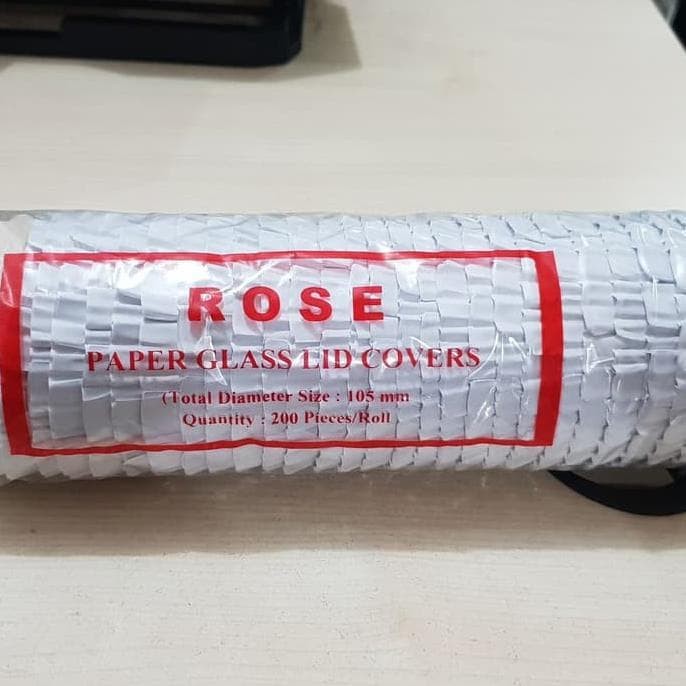 ROSE
PAPER GLASS LID COVERS
(Total Diameter Size : 105 mm
Quantity : 200 Pieces/Roll